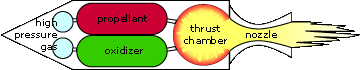 high
pressure
gas
propellant
oxidizer
thrust
chamber
nozzle